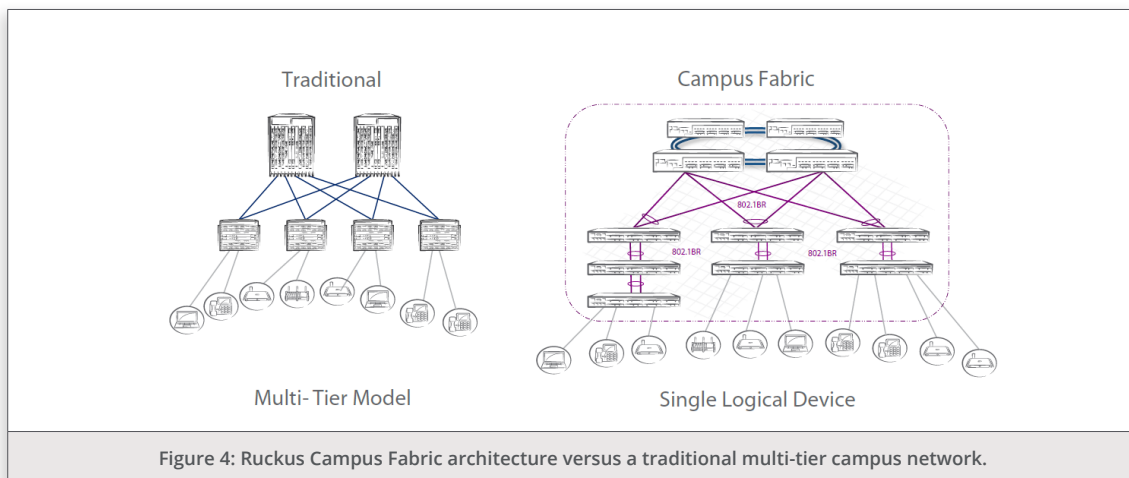 Traditional
Campus Fabric
802.1BR
802.1BR
802.1BR
Multi- Tier Model
Single Logical Device
Figure 4: Ruckus Campus Fabric architecture versus a traditional multi-tier campus network.